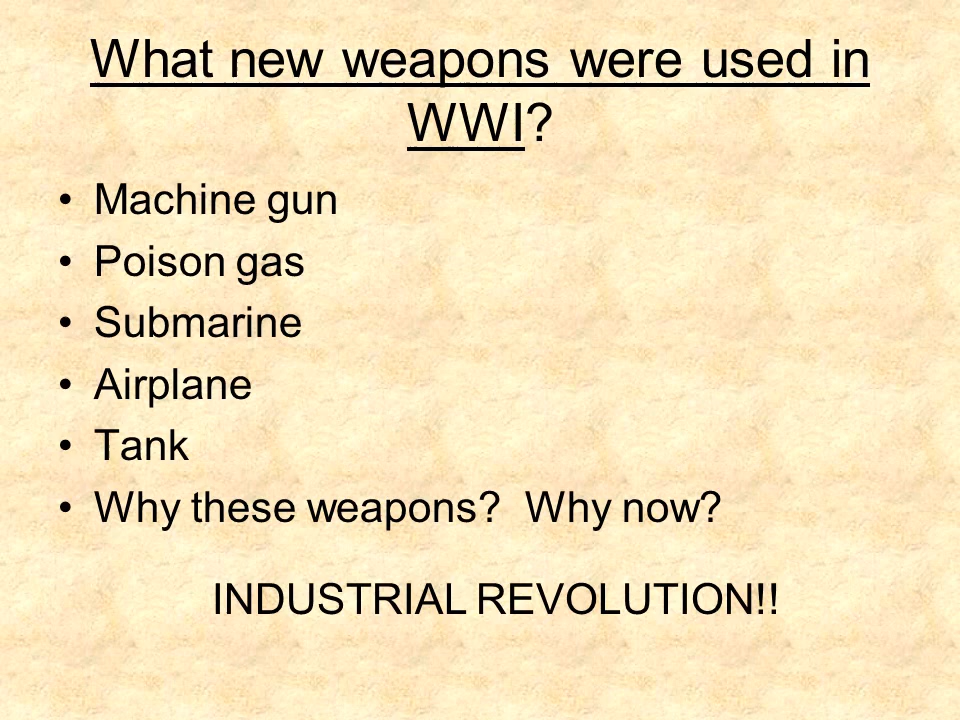 What new weapons were used in
WWI?
• Machine gun
• Poison gas
• Submarine
• Airplane
• Tank
• Why these weapons?  Why now?
INDUSTRIAL REVOLUTION!!